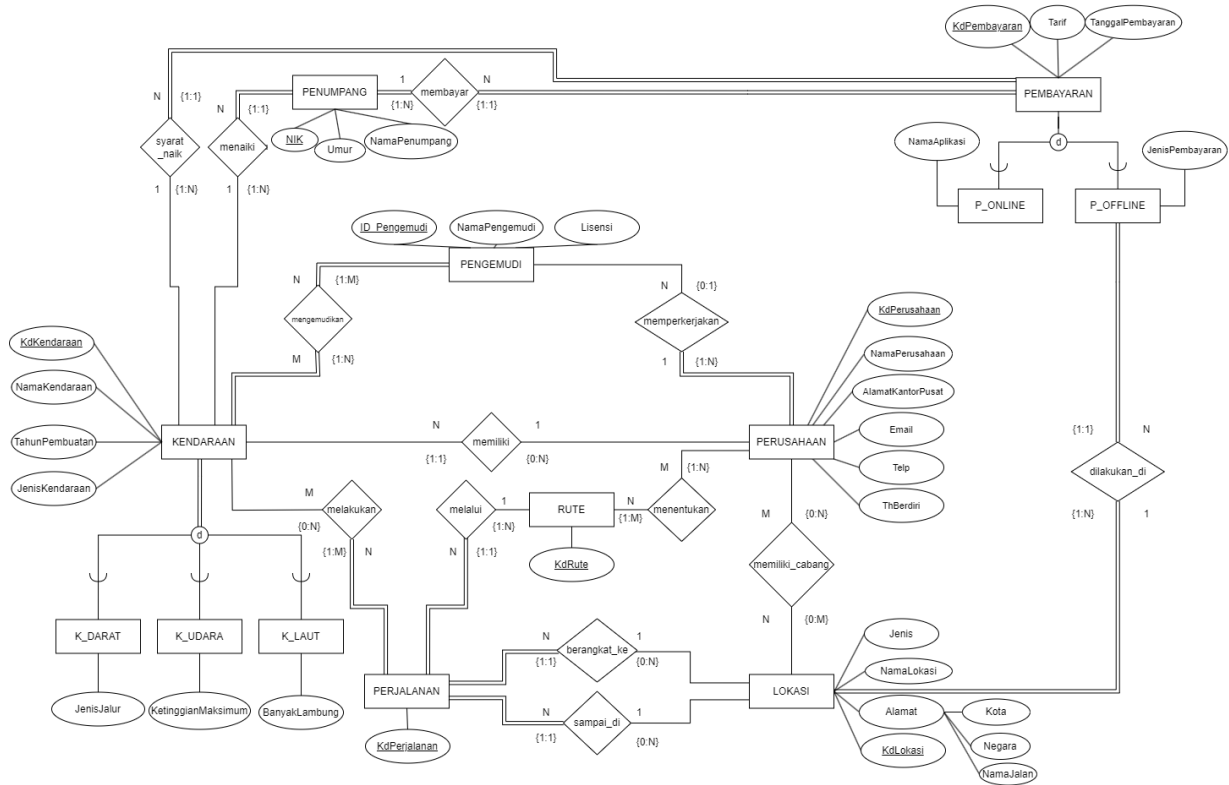 KdPembayaran
Tarif
TanggalPembayaran
PEMBAYARAN
N
{1:1}
N
{1:1}
PENUMPANG
1
{1:N}
membayar
N
{1:1}
NIK
Umur
NamaPenumpang
syarat
_naik
menaiki
1
{1:N}
1
{1:N}
d
NamaAplikasi
JenisPembayaran
P_ONLINE
P_OFFLINE
ID_Pengemudi
NamaPengemudi
Lisensi
PENGEMUDI
N
{1:M}
mengemudikan
M
{1:N}
N
{0:1}
memperkerjakan
1
{1:N}
KdPerusahaan
NamaPerusahaan
AlamatKantorPusat
Email
Telp
ThBerdiri
PERUSAHAAN
KdKendaraan
NamaKendaraan
TahunPembuatan
JenisKendaraan
KENDARAAN
N
{1:1}
memiliki
1
{0:N}
{1:1}
N
dilakukan_di
{1:N}
1
M
{0:N}
melakukan
{1:M}
N
melalui
1
{1:N}
N
{1:1}
RUTE
KdRute
N
{1:M}
menentukan
M
{1:N}
M
{0:N}
memiliki_cabang
N
{0:M}
d
K_DARAT
K_UDARA
K_LAUT
JenisJalur
KetinggianMaksimum
BanyakLambung
PERJALANAN
KdPerjalanan
N
{1:1}
berangkat_ke
1
{0:N}
N
{1:1}
sampai_di
1
{0:N}
LOKASI
Jenis
NamaLokasi
Alamat
KdLokasi
Kota
Negara
NamaJalan